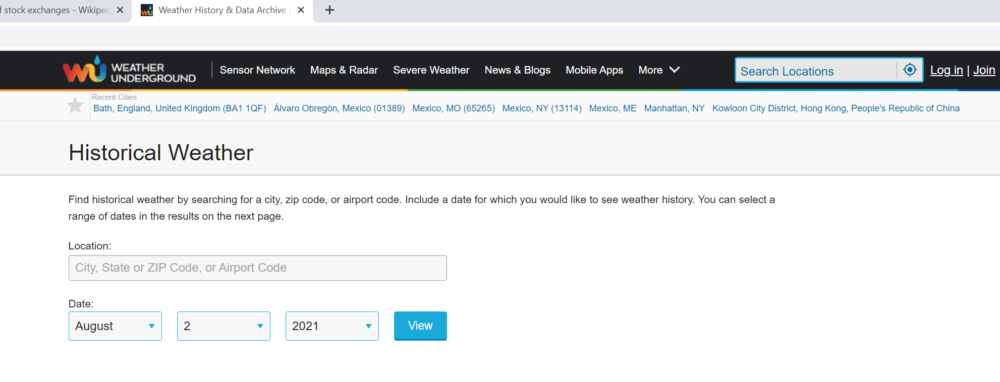 f stock exchanges - Wikiped
Weather History & Data Archive
WEATHER
UNDERGROUND
Sensor Network Maps & Radar Severe Weather News & Blogs Mobile Apps More
Search Locations
Log in | Join
Recent Cities
Bath, England, United Kingdom (BA1 1QF) Álvaro Obregón, Mexico (01389) Mexico, MO (65265) Mexico, NY (13114) Mexico, ME Manhattan, NY Kowloon City District, Hong Kong, People's Republic of China
Historical Weather
Find historical weather by searching for a city, zip code, or airport code. Include a date for which you would like to see weather history. You can select a
range of dates in the results on the next page.
Location:
City, State or ZIP Code, or Airport Code
Date:
August 2 2021 View